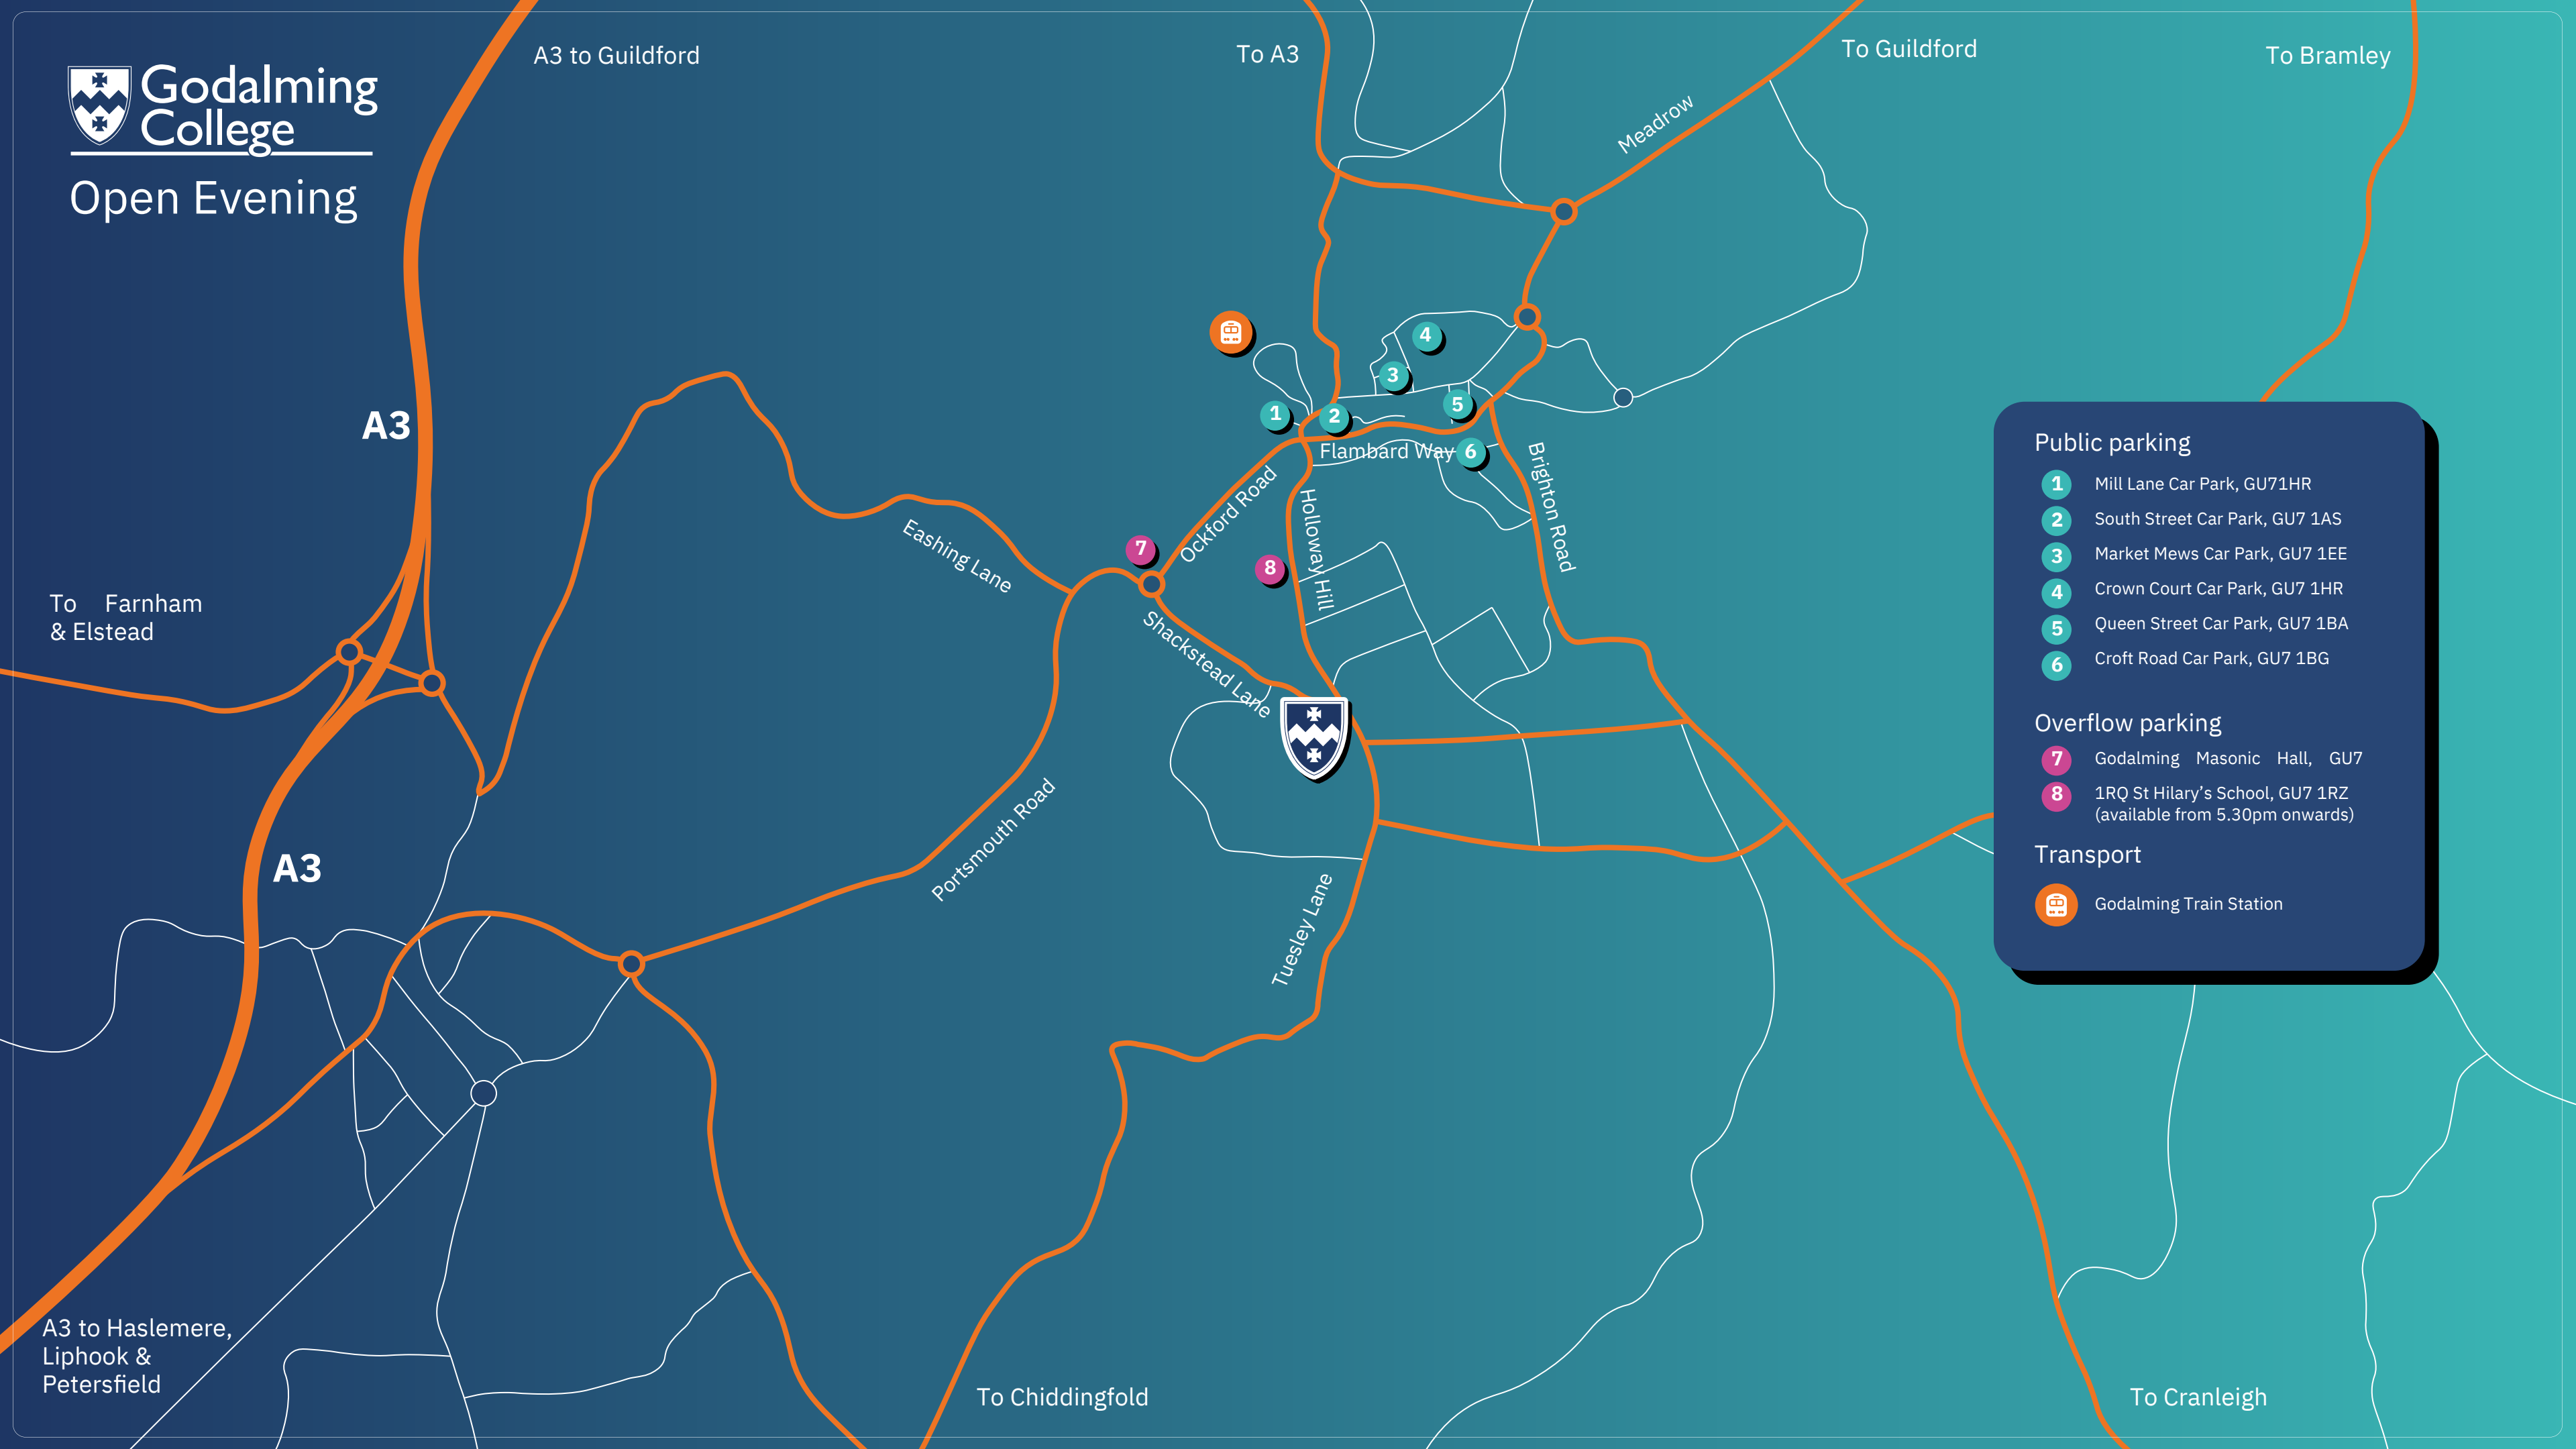 Godalming
College
Open Evening
A3 to Guildford
To A3
To Guildford
To Bramley
Meadrow
A3
4
3
1
2
5
Flambard Way
6
Brighton Road
Ockford Road
Holloway Hill
Eashing Lane
7
8
To Farnham
& Elstead
Shackstead Lane
Portsmouth Road
A3
Tuesley Lane
A3 to Haslemere,
Liphook &
Petersfield
To Chiddingfold
To Cranleigh
Public parking
1 Mill Lane Car Park, GU71HR
2 South Street Car Park, GU7 1AS
3 Market Mews Car Park, GU7 1EE
4 Crown Court Car Park, GU7 1HR
5 Queen Street Car Park, GU7 1BA
6 Croft Road Car Park, GU7 1BG
Overflow parking
7 Godalming Masonic Hall, GU7
8 1RQ St Hilary’s School, GU7 1RZ
(available from 5.30pm onwards)
Transport
Godalming Train Station